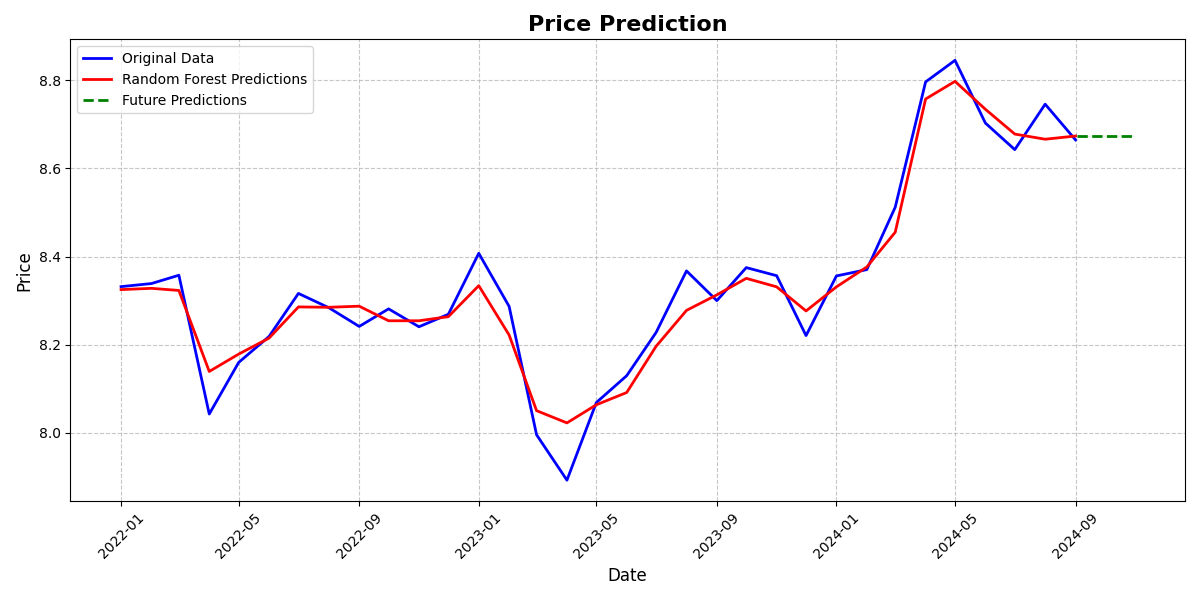 Price Prediction
Original Data
Random Forest Predictions
Future Predictions
Price
8.8
8.6
8.4
8.2
8.0
2022-01
2022-05
2022-09
2023-01
2023-05
2023-09
2024-01
2024-05
2024-09
Date